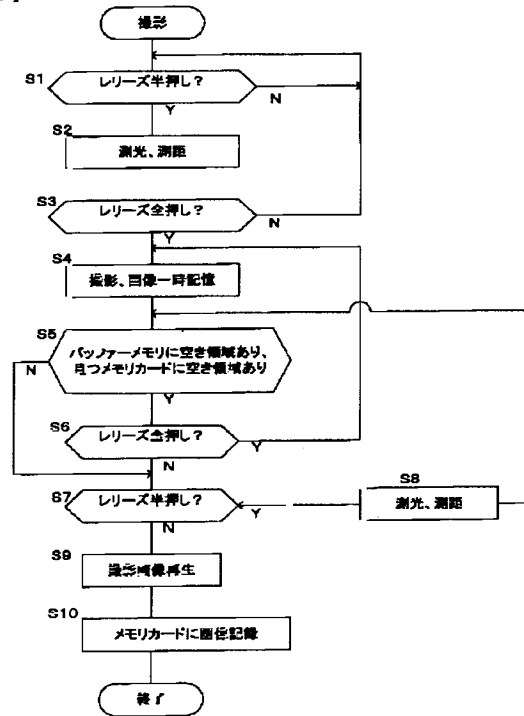 撮影
S1
レリーズ半押し?
N
Y
S2
測光、測距
S3
レリーズ全押し?
N
Y
S4
撮影、画像一時記憶
S5
バッファーメモリに空き領域あり、
且つメモリカードに空き領域あり
N
Y
S6
レリーズ全押し?
Y
N
S7
レリーズ半押し?
Y
N
S8
測光、測距
S9
撮影画像再生
S10
メモリカードに画像記録
終了